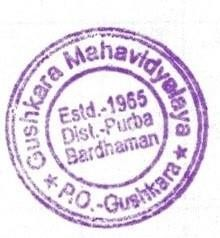 Gushkara Mahavidyalaya
Estd.-1965
Dist.-Purba
Bardhaman
★ P.O.-Gushkara ★